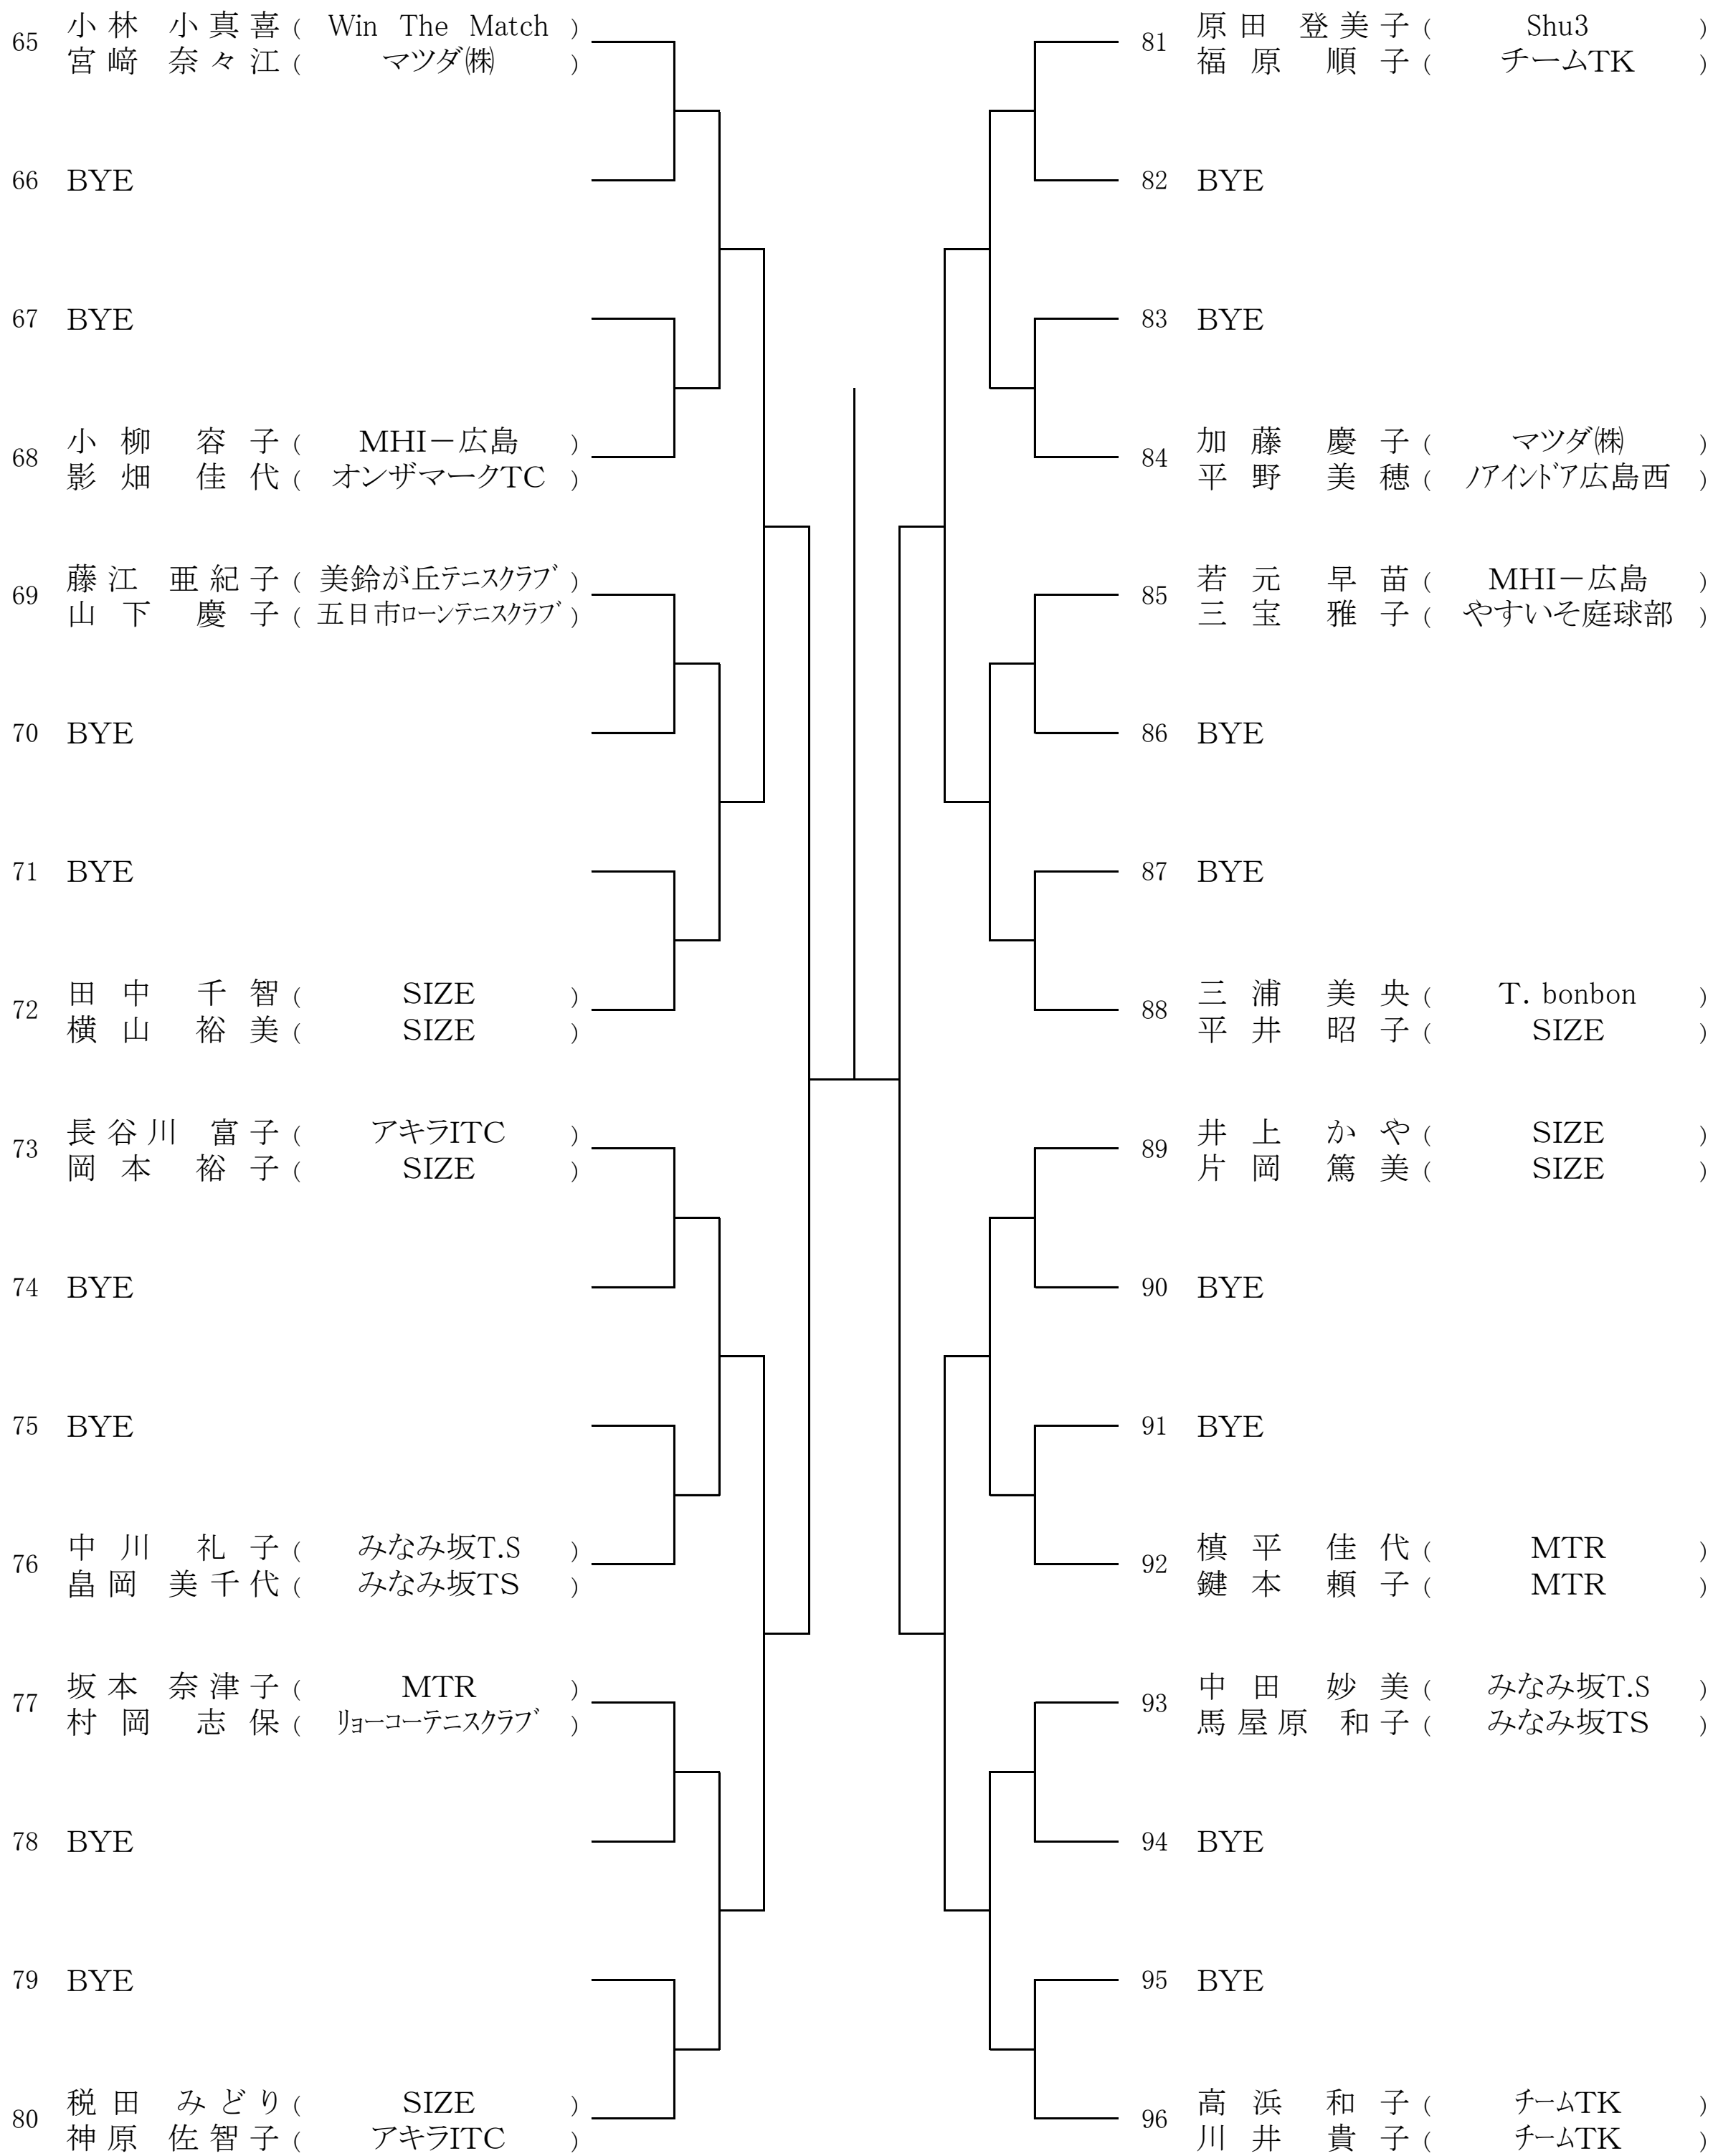 65 小林 小真喜 ( Win The Match )
宮﨑 奈々江 ( マツダ㈱ )
66 BYE
67 BYE
68 小柳 容子 ( MHI－広島 )
影畑 佳代 ( オンザマークTC )
69 藤江 亜紀子 ( 美鈴が丘テニスクラブ )
山下 慶子 ( 五日市ローンテニスクラブ )
70 BYE
71 BYE
72 田中 千智 ( SIZE )
横山 裕美 ( SIZE )
73 長谷川 富子 ( アキラITC )
岡本 裕子 ( SIZE )
74 BYE
75 BYE
76 中川 礼子 ( みなみ坂T.S )
畠岡 美千代 ( みなみ坂TS )
77 坂本 奈津子 ( MTR )
村岡 志保 ( リョーコーテニスクラブ )
78 BYE
79 BYE
80 税田 みどり ( SIZE )
神原 佐智子 ( アキラITC )
81 原田 登美子 ( Shu3 )
福原 順子 ( チームTK )
82 BYE
83 BYE
84 加藤 慶子 ( マツダ㈱ )
平野 美穂 ( ノアインドア広島西 )
85 若元 早苗 ( MHI－広島 )
三宝 雅子 ( やすいそ庭球部 )
86 BYE
87 BYE
88 三浦 美央 ( T. bonbon )
平井 昭子 ( SIZE )
89 井上 かや ( SIZE )
片岡 篤美 ( SIZE )
90 BYE
91 BYE
92 槙平 佳代 ( MTR )
鍵本 頼子 ( MTR )
93 中田 妙美 ( みなみ坂T.S )
馬屋原 和子 ( みなみ坂TS )
94 BYE
95 BYE
96 高浜 和子 ( チームTK )
川井 貴子 ( チームTK )